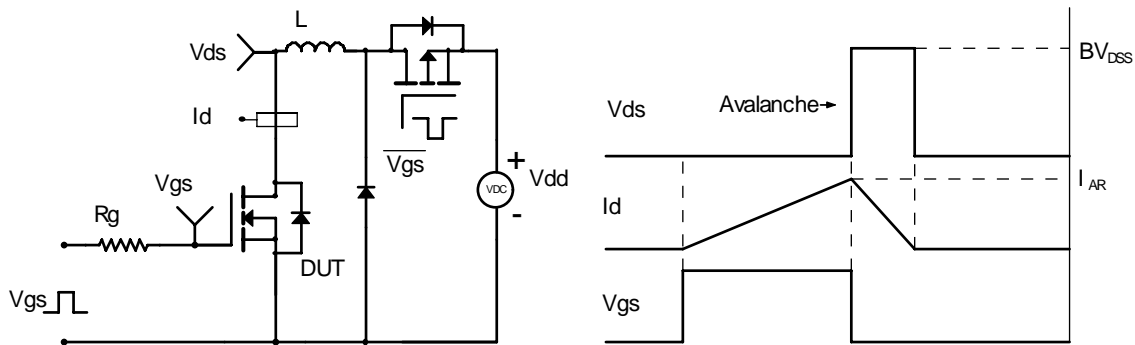 L
Vds
Id
Vgs
+
VDC
Vdd
-
Vgs
Rg
DUT
Vgs
BVDSS
Avalanche
Vds
IAR
Id
Vgs